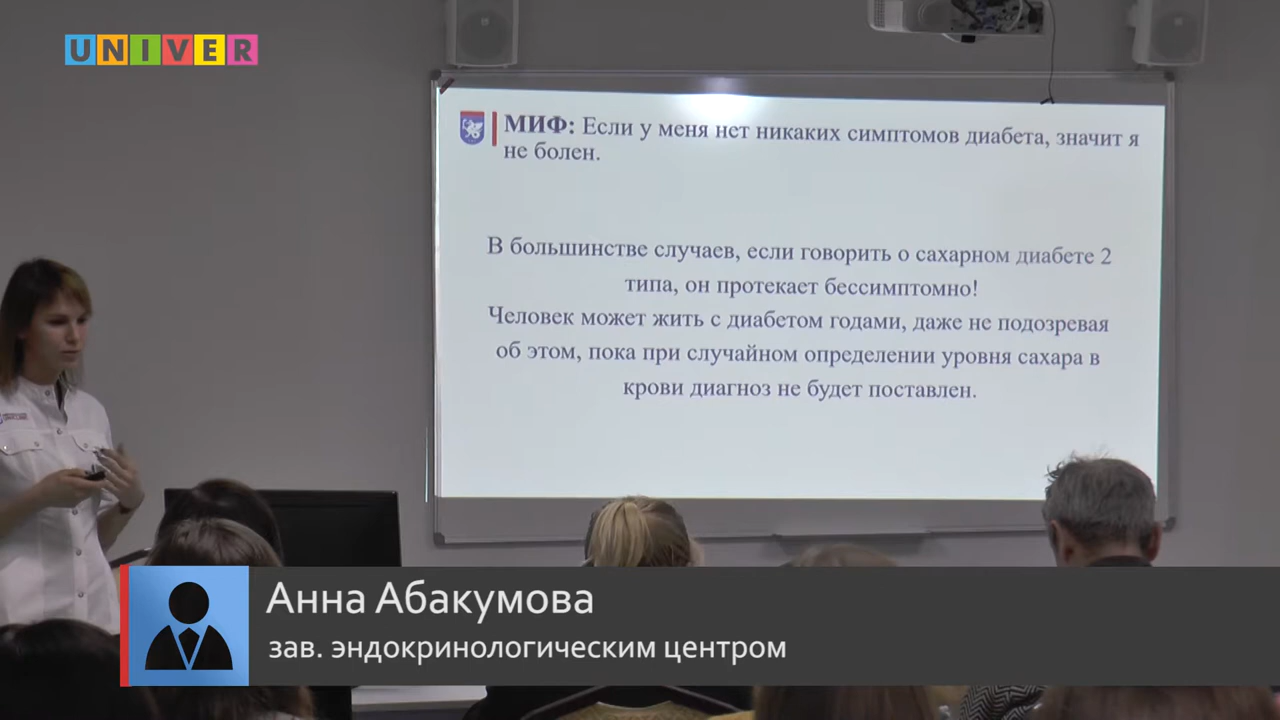 UNIVER
МИФ: Если у меня нет никаких симптомов диабета, значит я
не болен.
В большинстве случаев, если говорить о сахарном диабете 2
типа, он протекает бессимптомно!
Человек может жить с диабетом годами, даже не подозревая
об этом, пока при случайном определении уровня сахара в
крови диагноз не будет поставлен.
Анна Абакумова
зав. эндокринологическим центром